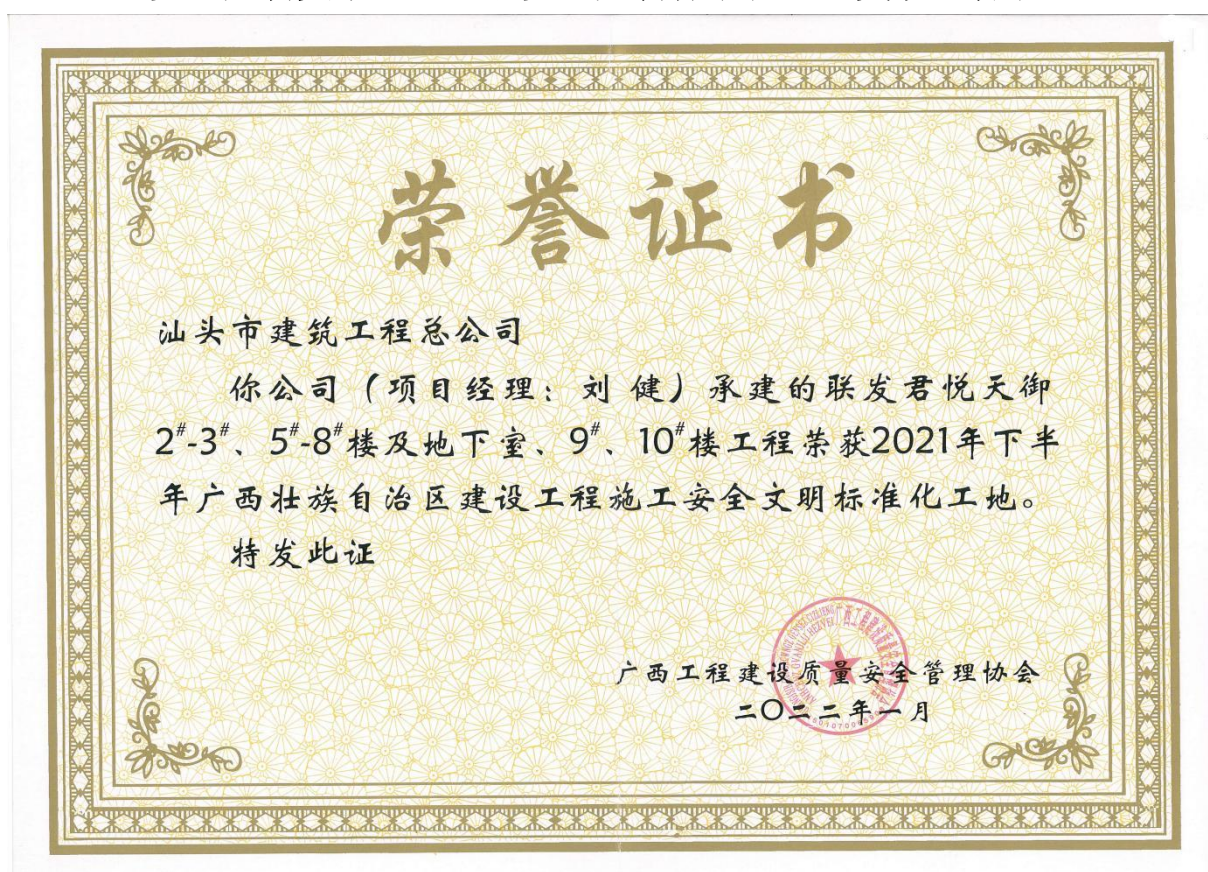 荣誉证书
汕头市建筑工程总公司
你公司（项目经理：刘 健）承建的联发君悦天御
2#-3#、5#-8#楼及地下室、9#、10#楼工程荣获2021年下半
年广西壮族自治区建设工程施工安全文明标准化工地。
特发此证
广西工程建设质量安全管理协会
二〇二二年一月